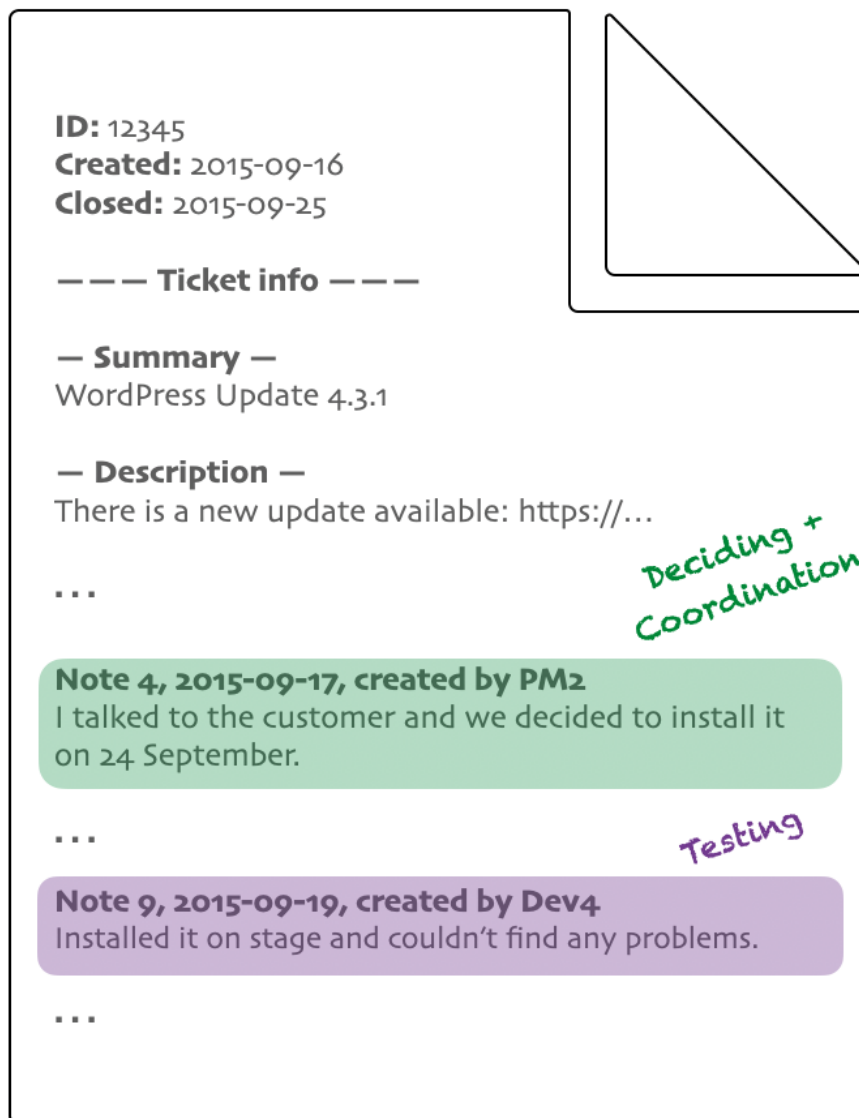 ID: 12345
Created: 2015-09-16
Closed: 2015-09-25
——— Ticket info ———
— Summary —
WordPress Update 4.3.1
— Description —
There is a new update available: https://...
Deciding +
Coordination
...
Note 4, 2015-09-17, created by PM2
I talked to the customer and we decided to install it
on 24 September.
...
Testing
Note 9, 2015-09-19, created by Dev4
Installed it on stage and couldn’t find any problems.
...